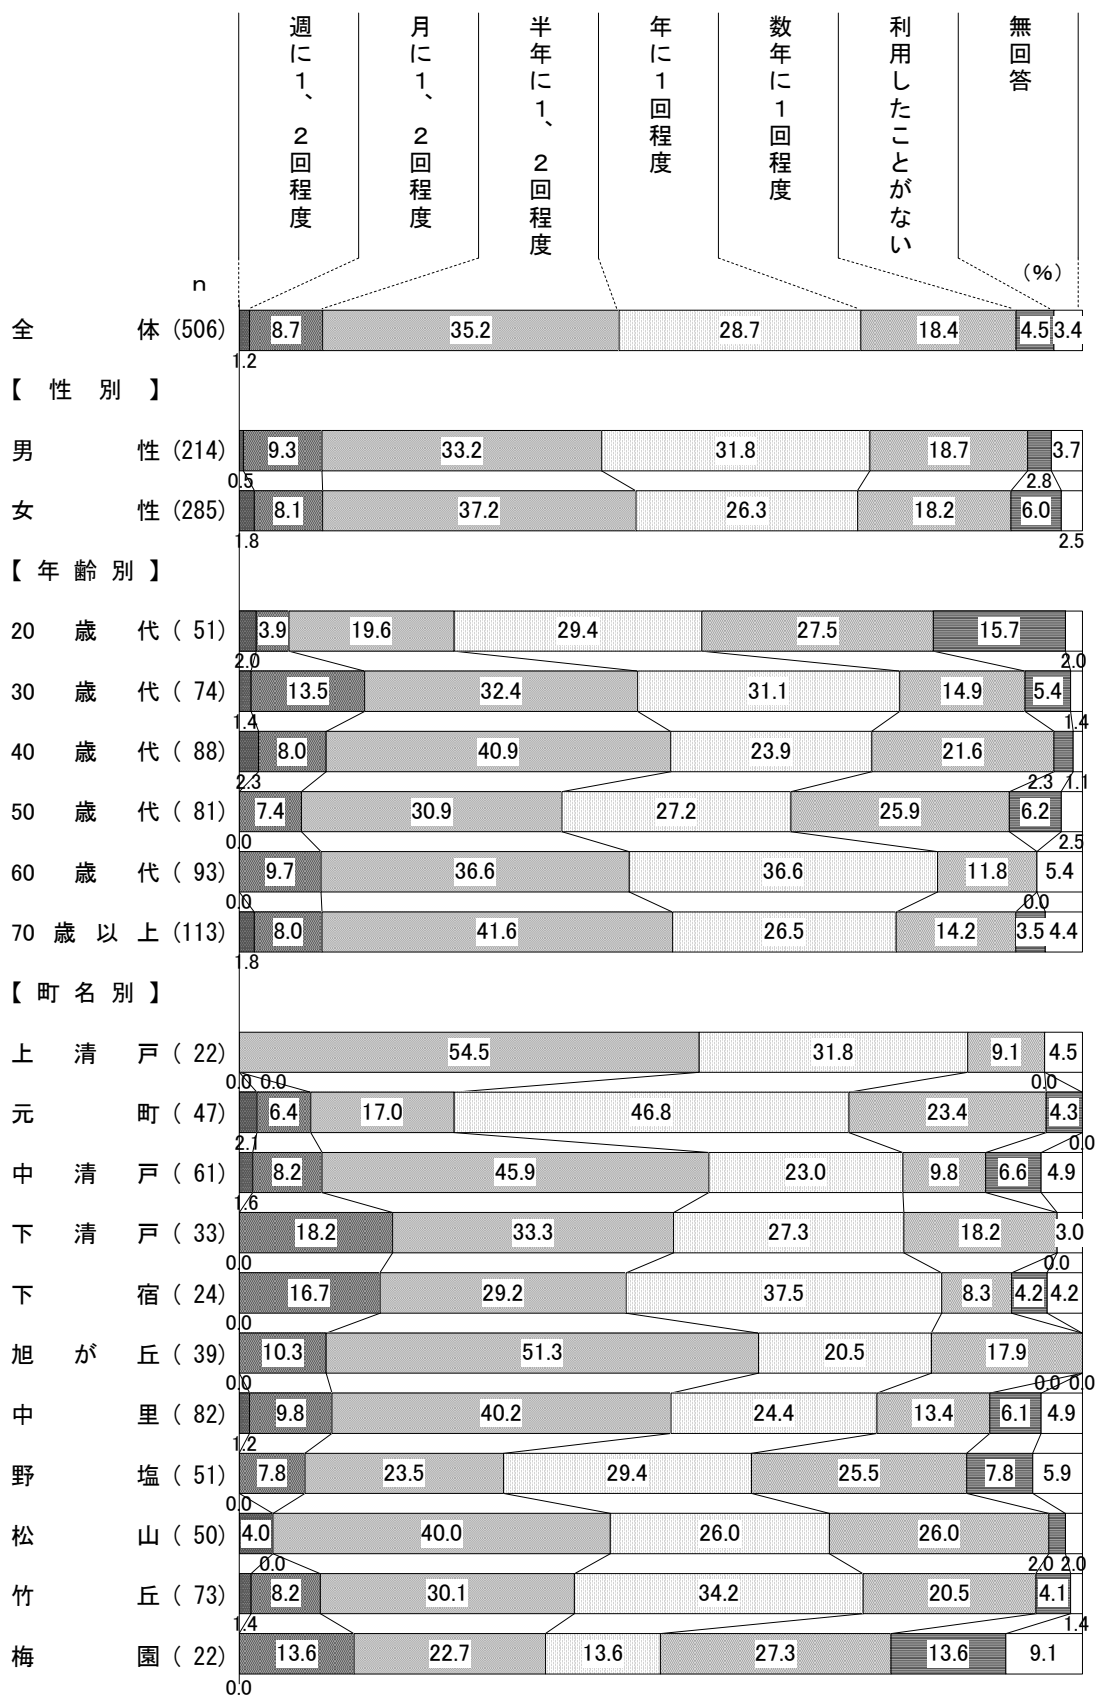 週に１、２回程度
月に１、２回程度
半年に１、２回程度
年に１回程度
数年に１回程度
利用したことがない
無回答
n
（％）
全体(506) 8.7 35.2 28.7 18.4 4.5 3.4
1.2
【性別】
男性(214) 9.3 33.2 31.8 18.7 3.7
0.5 2.8
女性(285) 8.1 37.2 26.3 18.2 6.0
1.8 2.5
【年齢別】
20歳代( 51) 3.9 19.6 29.4 27.5 15.7
2.0 2.0
30歳代( 74) 13.5 32.4 31.1 14.9 5.4
1.4 1.4
40歳代( 88) 8.0 40.9 23.9 21.6
2.3 2.3 1.1
50歳代( 81) 7.4 30.9 27.2 25.9 6.2
0.0 2.5
60歳代( 93) 9.7 36.6 36.6 11.8 5.4
0.0 0.0
70歳以上(113) 8.0 41.6 26.5 14.2 3.5 4.4
1.8
【町名別】
上清戸( 22) 54.5 31.8 9.1 4.5
0.0 0.0 0.0
元町( 47) 6.4 17.0 46.8 23.4 4.3
2.1 0.0
中清戸( 61) 8.2 45.9 23.0 9.8 6.6 4.9
1.6
下清戸( 33) 18.2 33.3 27.3 18.2 3.0
0.0 0.0
下宿( 24) 16.7 29.2 37.5 8.3 4.2 4.2
0.0
旭が丘( 39) 10.3 51.3 20.5 17.9
0.0 0.0 0.0
中里( 82) 9.8 40.2 24.4 13.4 6.1 4.9
1.2
野塩( 51) 7.8 23.5 29.4 25.5 7.8 5.9
0.0
松山( 50) 4.0 40.0 26.0 26.0
0.0 2.0 2.0
竹丘( 73) 8.2 30.1 34.2 20.5 4.1
1.4 1.4
梅園( 22) 13.6 22.7 13.6 27.3 13.6 9.1
0.0